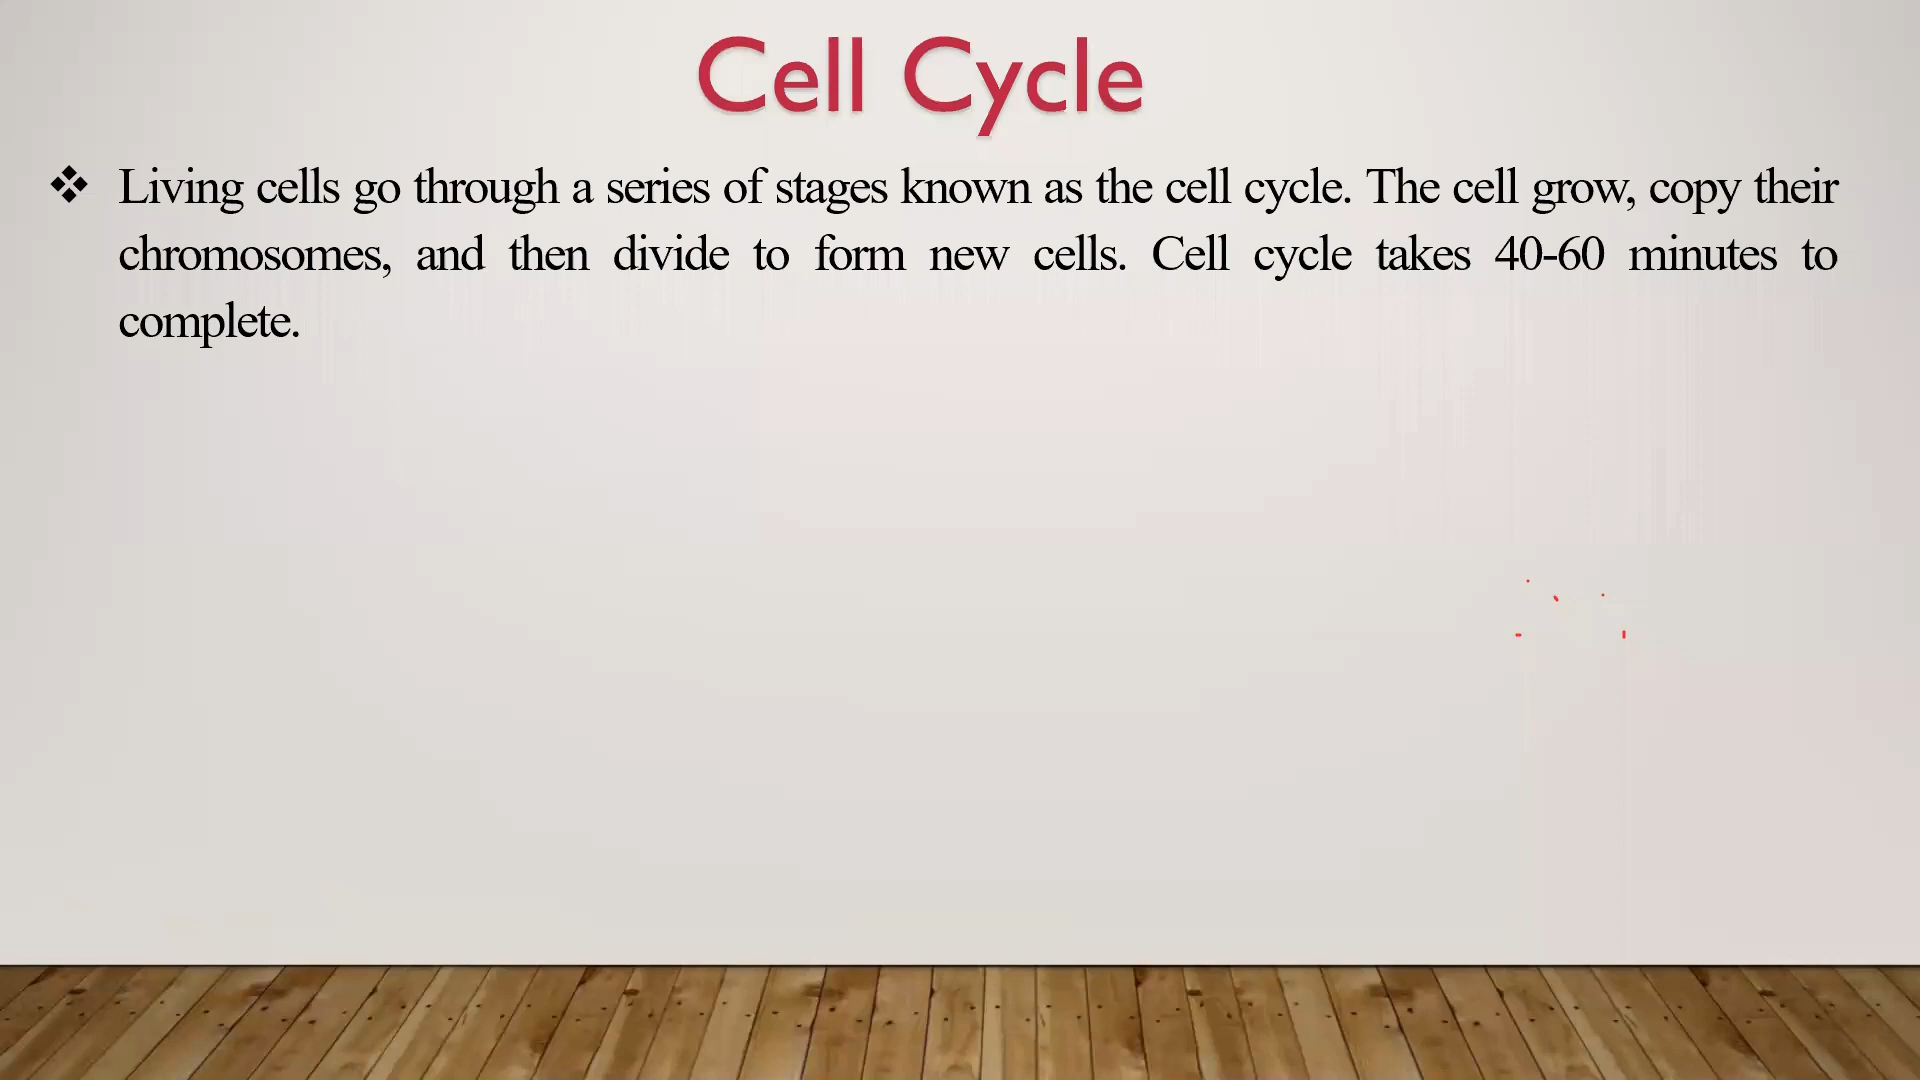 Cell Cycle
❖ Living cells go through a series of stages known as the cell cycle. The cell grow, copy their
chromosomes, and then divide to form new cells. Cell cycle takes 40-60 minutes to
complete.